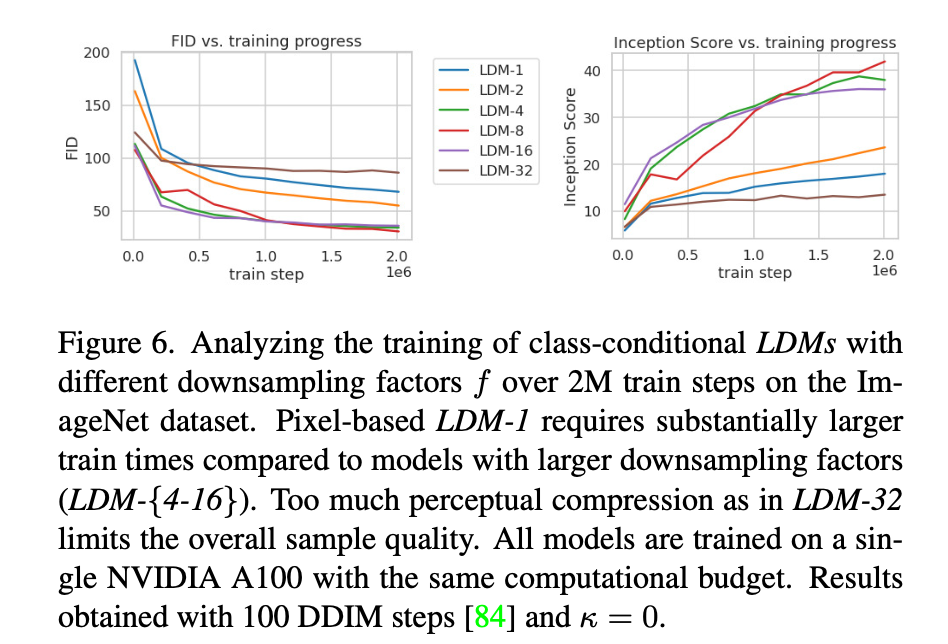 FID vs. training progress
200
150
100
50
FID
0.0 0.5 1.0 1.5 2.0
1e6
train step
LDM-1
LDM-2
LDM-4
LDM-8
LDM-16
LDM-32
Inception Score vs. training progress
40
30
20
10
Inception Score
0.0 0.5 1.0 1.5 2.0
1e6
train step
Figure 6. Analyzing the training of class-conditional LDMs with
different downsampling factors f over 2M train steps on the Im-
ageNet dataset. Pixel-based LDM-1 requires substantially larger
train times compared to models with larger downsampling factors
(LDM-{4-16}). Too much perceptual compression as in LDM-32
limits the overall sample quality. All models are trained on a sin-
gle NVIDIA A100 with the same computational budget. Results
obtained with 100 DDIM steps [84] and κ = 0.